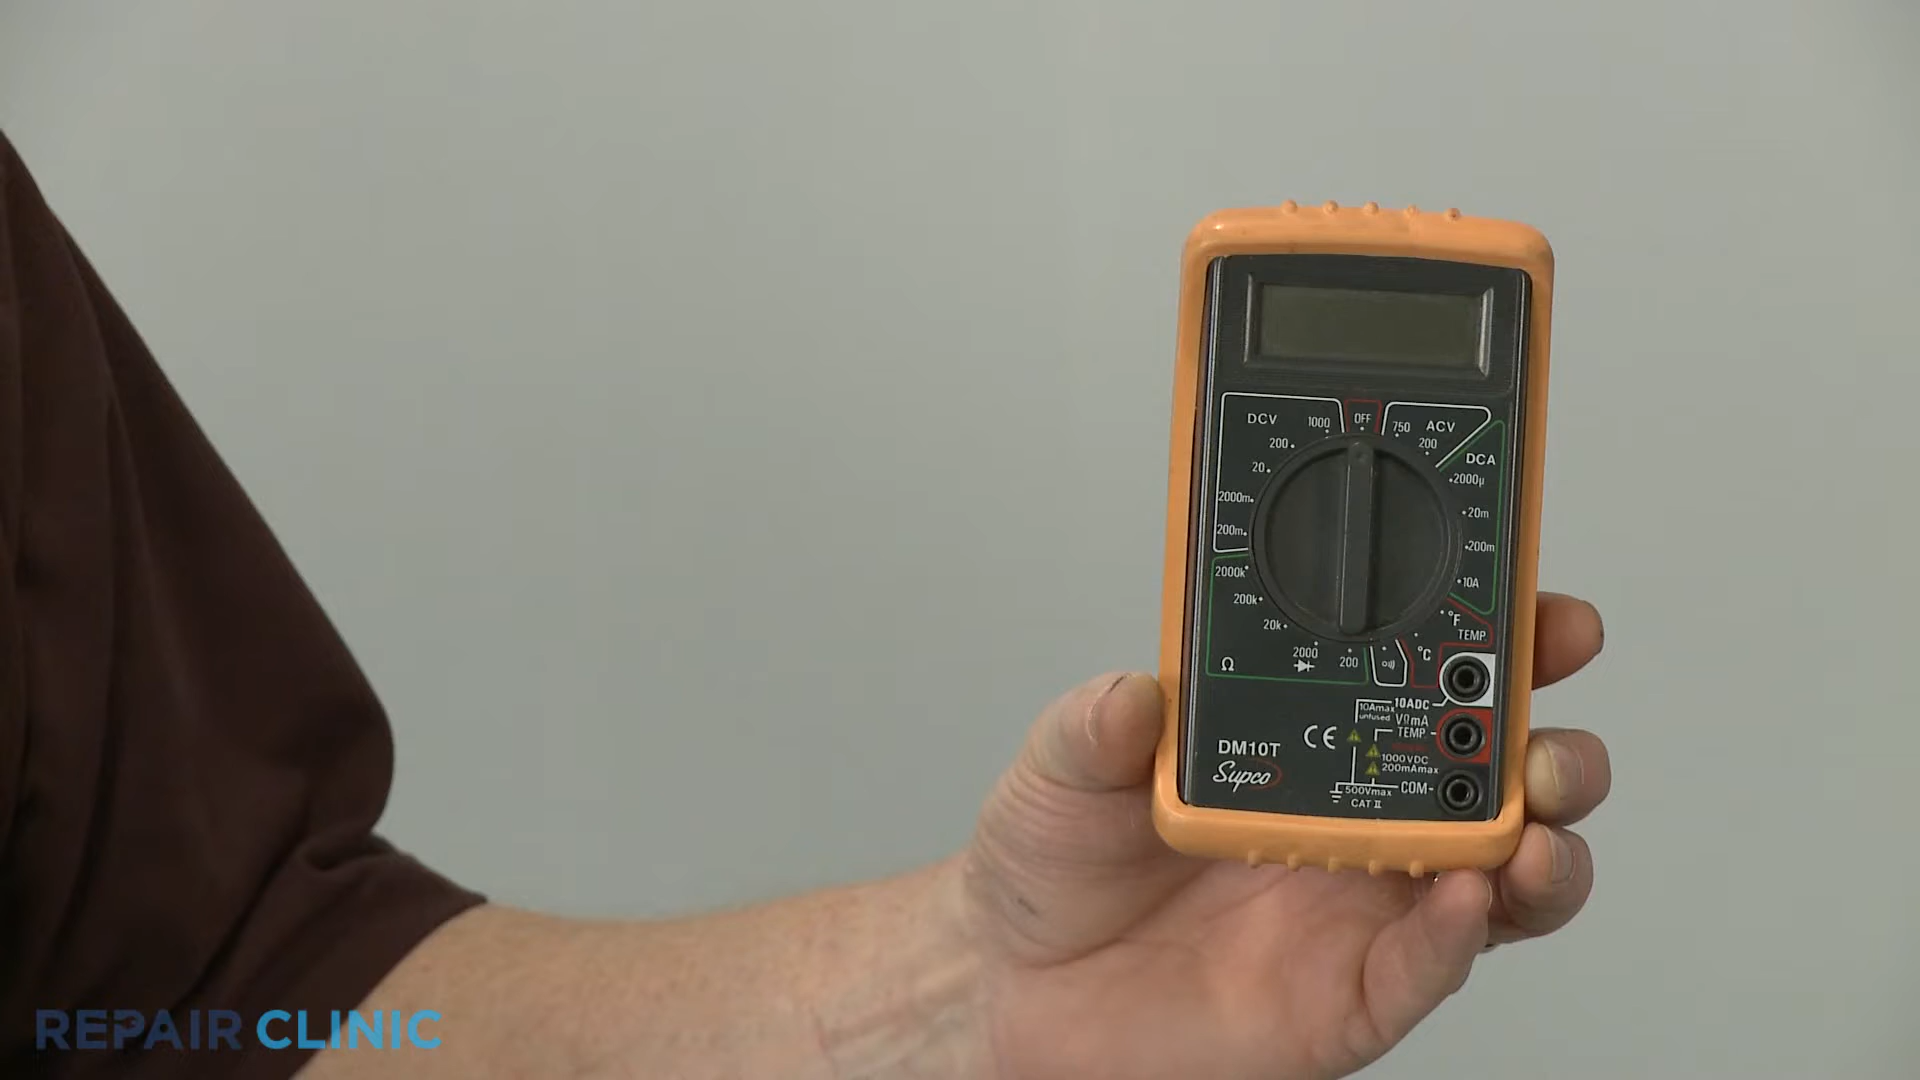 DCV 1000 OFF 750 ACV
200 200
20 DCA
2000µ
2000m 20m
200m 200m
2000k 10A
200k °F
20k TEMP.
Ω 2000 200 °C
10ADC
10Amax
unfused VΩmA
TEMP.
CE
DM10T 1000VDC
Supco 200mAmax
500Vmax COM
CAT II
REPAIR CLINIC